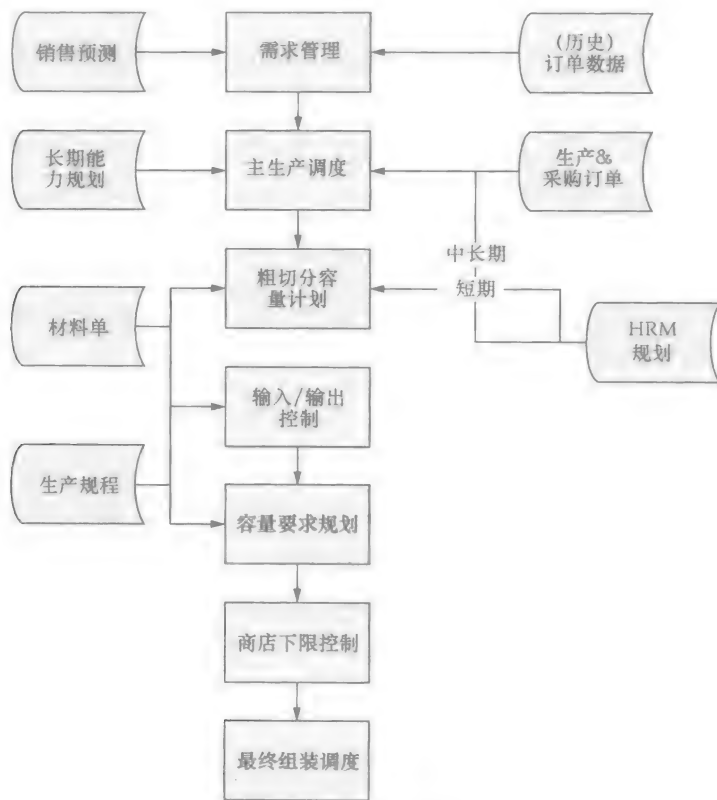 销售预测
需求管理
(历史)
订单数据
长期能
力规划
主生产调度
生产&
采购订单
中长期
短期
粗切分容
量计划
材料单
HRM
规划
输入/输出
控制
生产规程
容量要求规划
商店下限控制
最终组装调度